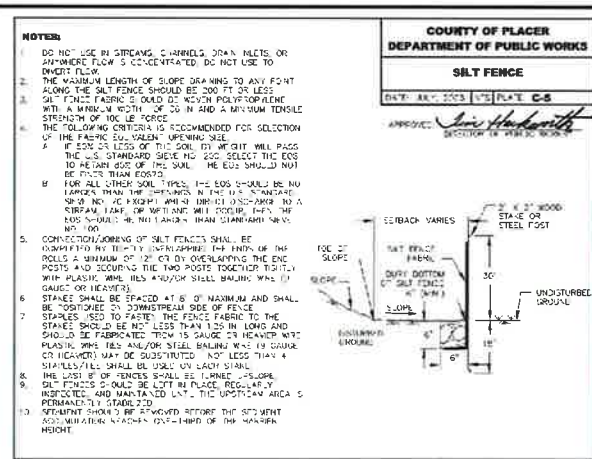 NOTES:
1. DO NOT USE IN STREAMS, CHANNELS, DRAIN INLETS, OR
ANYWHERE FLOW IS CONCENTRATED. DO NOT USE TO
DIVERT FLOW.
2. THE MAXIMUM LENGTH OF SLOPE DRAINING TO ANY POINT
ALONG THE SILT FENCE SHOULD BE 200 FT OR LESS
3. SILT FENCE FABRIC SHOULD BE WOVEN POLYPROPYLENE
WITH A MINIMUM WIDTH OF 36 IN AND A MINIMUM TENSILE
STRENGTH OF 100 LB FORCE
4. THE FOLLOWING CRITERIA IS RECOMMENDED FOR SELECTION
OF THE FABRIC EQUIVALENT OPENING SIZE.
A IF 50% OR LESS OF THE SOIL, BY WEIGHT, WILL PASS
THE U.S. STANDARD SIEVE NO. 200, SELECT THE EOS
TO RETAIN 85% OF THE SOIL. THE EOS SHOULD NOT
BE FINER THAN EOS70.
B FOR ALL OTHER SOIL TYPES, THE EOS SHOULD BE NO
LARGER THAN THE OPENINGS IN THE U.S. STANDARD
SIEVE NO. 70 EXCEPT WHERE DIRECT DISCHARGE TO A
STREAM, LAKE, OR WETLAND WILL OCCUR, THEN THE
EOS SHOULD BE NO LARGER THAN STANDARD SIEVE
NO. 100
5. CONNECTION/JOINING OF SILT FENCES SHALL BE
COMPLETED BY TIGHTLY OVERLAPPING THE ENDS OF THE
ROLLS A MINIMUM OF 12" OR BY OVERLAPPING THE END
POSTS AND SECURING THE TWO POSTS TOGETHER TIGHTLY
WITH PLASTIC WIRE TIES AND/OR STEEL BALING WIRE (9
GAUGE OR HEAVIER).
6 STAKES SHALL BE SPACED AT 8' 0" MAXIMUM AND SHALL
BE POSITIONED ON DOWNSTREAM SIDE OF FENCE
7 STAPLES USED TO FASTEN THE FENCE FABRIC TO THE
STAKES SHOULD BE NOT LESS THAN 1.75 IN LONG AND
SHOULD BE FABRICATED FROM 15 GAUGE OR HEAVIER WIRE
PLASTIC WIRE TIES AND/OR STEEL BALING WIRE (9 GAUGE
OR HEAVIER) MAY BE SUBSTITUTED NOT LESS THAN 4
STAPLES/TIES SHALL BE USED ON EACH STAKE
8. THE LAST 8' OF FENCES SHALL BE TURNED UPSLOPE
9. SILT FENCES SHOULD BE LEFT IN PLACE, REGULARLY
INSPECTED, AND MAINTAINED UNTIL THE UPSTREAM AREA IS
PERMANENTLY STABILIZED
10. SEDIMENT SHOULD BE REMOVED BEFORE THE SEDIMENT
ACCUMULATION REACHES ONE-THIRD OF THE BARRIER
HEIGHT.
COUNTY OF PLACER
DEPARTMENT OF PUBLIC WORKS
SILT FENCE
DATE: JULY, 2005 NTS PLATE C-5
APPROVED:
DIRECTOR OF PUBLIC WORKS
SETBACK VARIES
2" X 2" WOOD
STAKE OR
STEEL POST
TOE OF
SLOPE
SILT FENCE
FABRIC
BURY BOTTOM
OF SILT FENCE
(MIN.)
SLOPE
SLOPE
30"
UNDISTURBED
GROUND
DISTURBED
GROUND
6"
18"
6"